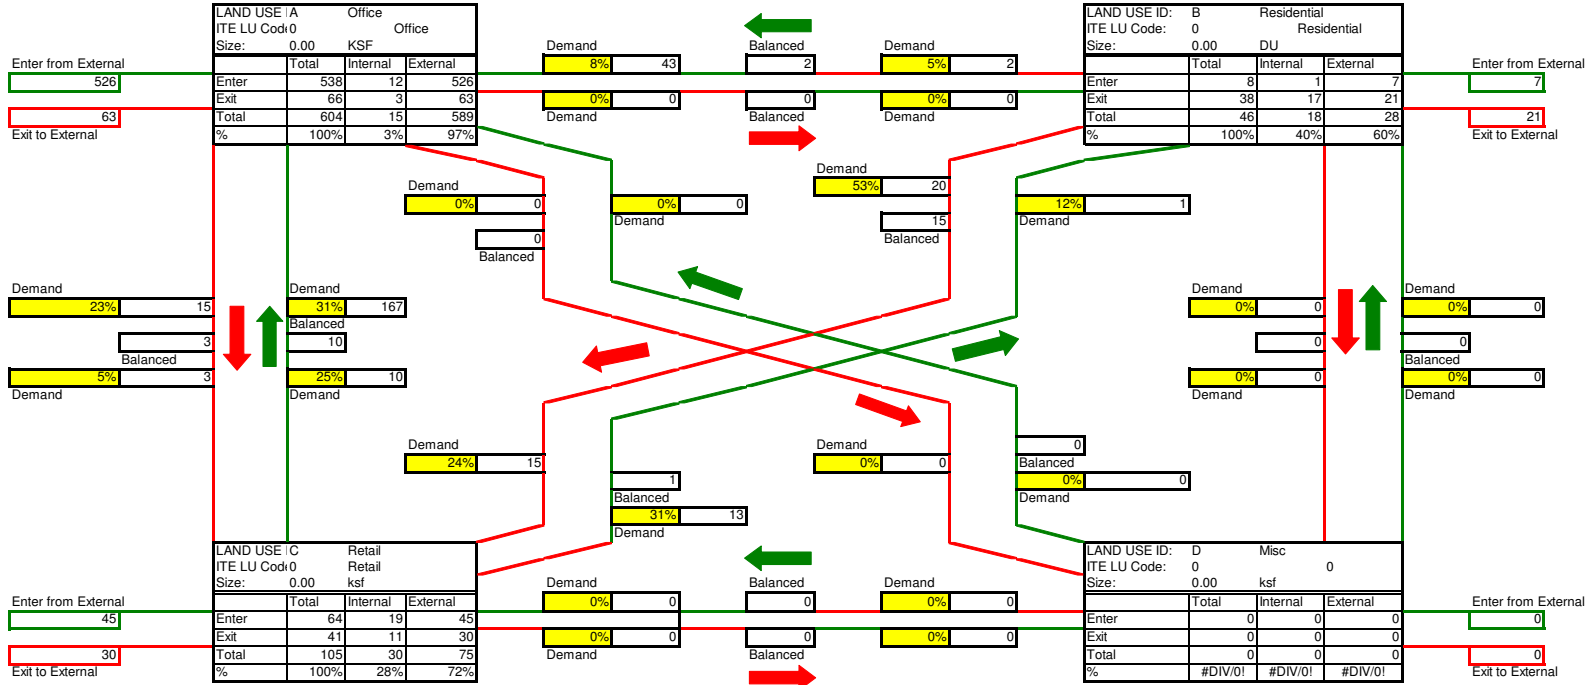 LAND USE I A Office
ITE LU Code 0 Office
Size: 0.00 KSF
Total Internal External
Enter 538 12 526
Exit 66 3 63
Total 604 15 589
% 100% 3% 97%
Enter from External
526
63
Exit to External
Demand Balanced Demand
8% 43 2 5% 2
0% 0 0 0% 0
Demand Balanced Demand
LAND USE ID: B Residential
ITE LU Code: 0 Residential
Size: 0.00 DU
Total Internal External
Enter 8 1 7
Exit 38 17 21
Total 46 18 28
% 100% 40% 60%
Enter from External
7
21
Exit to External
Demand
0% 0
0
Balanced
0% 0
Demand
Demand
53% 20
15
Balanced
12% 1
Demand
Demand
23% 15
3
Balanced
5% 3
Demand
Demand
31% 167
Balanced
10
25% 10
Demand
Demand
0% 0
0
0% 0
Demand
Demand
0% 0
0
Balanced
0% 0
Demand
Demand
24% 15
1
Balanced
31% 13
Demand
Demand
0% 0
0
Balanced
0% 0
Demand
LAND USE I C Retail
ITE LU Code 0 Retail
Size: 0.00 ksf
Total Internal External
Enter 64 19 45
Exit 41 11 30
Total 105 30 75
% 100% 28% 72%
Enter from External
45
30
Exit to External
Demand Balanced Demand
0% 0 0 0% 0
0% 0 0 0% 0
Demand Balanced Demand
LAND USE ID: D Misc
ITE LU Code: 0 0
Size: 0.00 ksf
Total Internal External
Enter 0 0 0
Exit 0 0 0
Total 0 0 0
% #DIV/0! #DIV/0! #DIV/0!
Enter from External
0
0
Exit to External